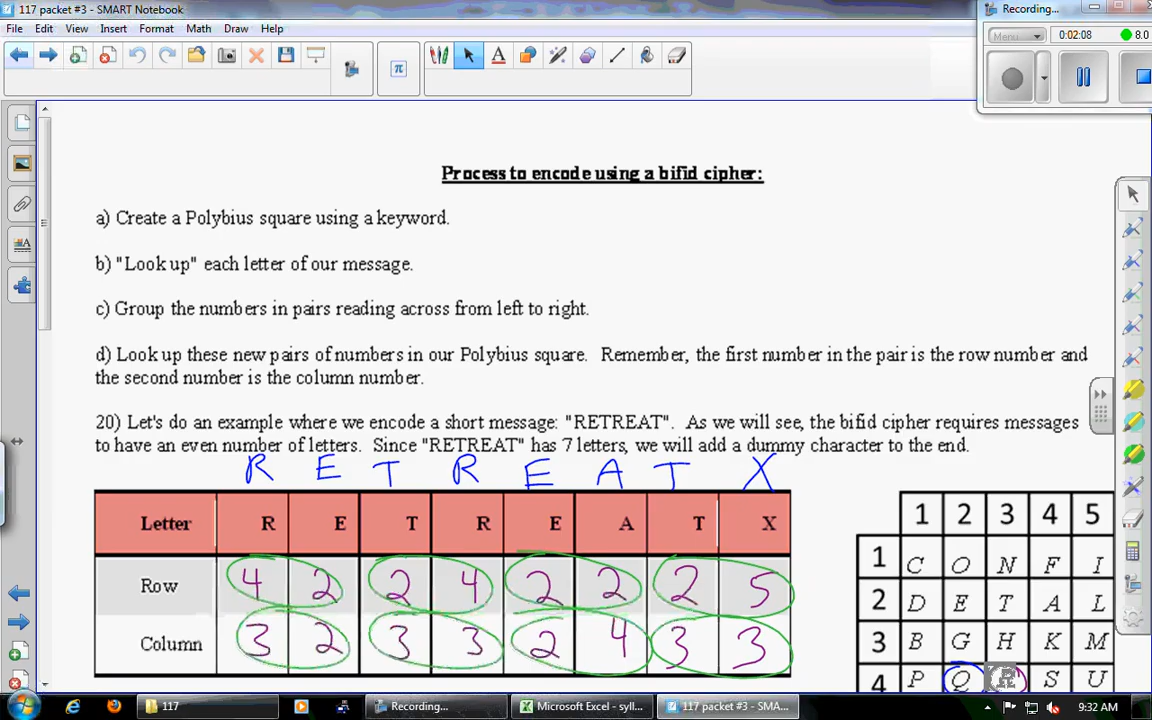 117 packet #3 - SMART Notebook
Recording...
File Edit View Insert Format Math Draw Help
Menu
0:02:08
8.0
π
A
Process to encode using a bifid cipher:
a) Create a Polybius square using a keyword.
b) "Look up" each letter of our message.
c) Group the numbers in pairs reading across from left to right.
d) Look up these new pairs of numbers in our Polybius square. Remember, the first number in the pair is the row number and
the second number is the column number.
20) Let's do an example where we encode a short message: "RETREAT". As we will see, the bifid cipher requires messages
to have an even number of letters. Since "RETREAT" has 7 letters, we will add a dummy character to the end.
R E T R E A T X
Letter R E T R E A T X
Row 4 2 2 4 2 2 2 5
Column 3 2 3 3 2 4 3 3
1 2 3 4 5
1 C O N F I
2 D E T A L
3 B G H K M
4 P Q R S U
117
Recording...
Microsoft Excel - syll...
117 packet #3 - SMA...
9:32 AM